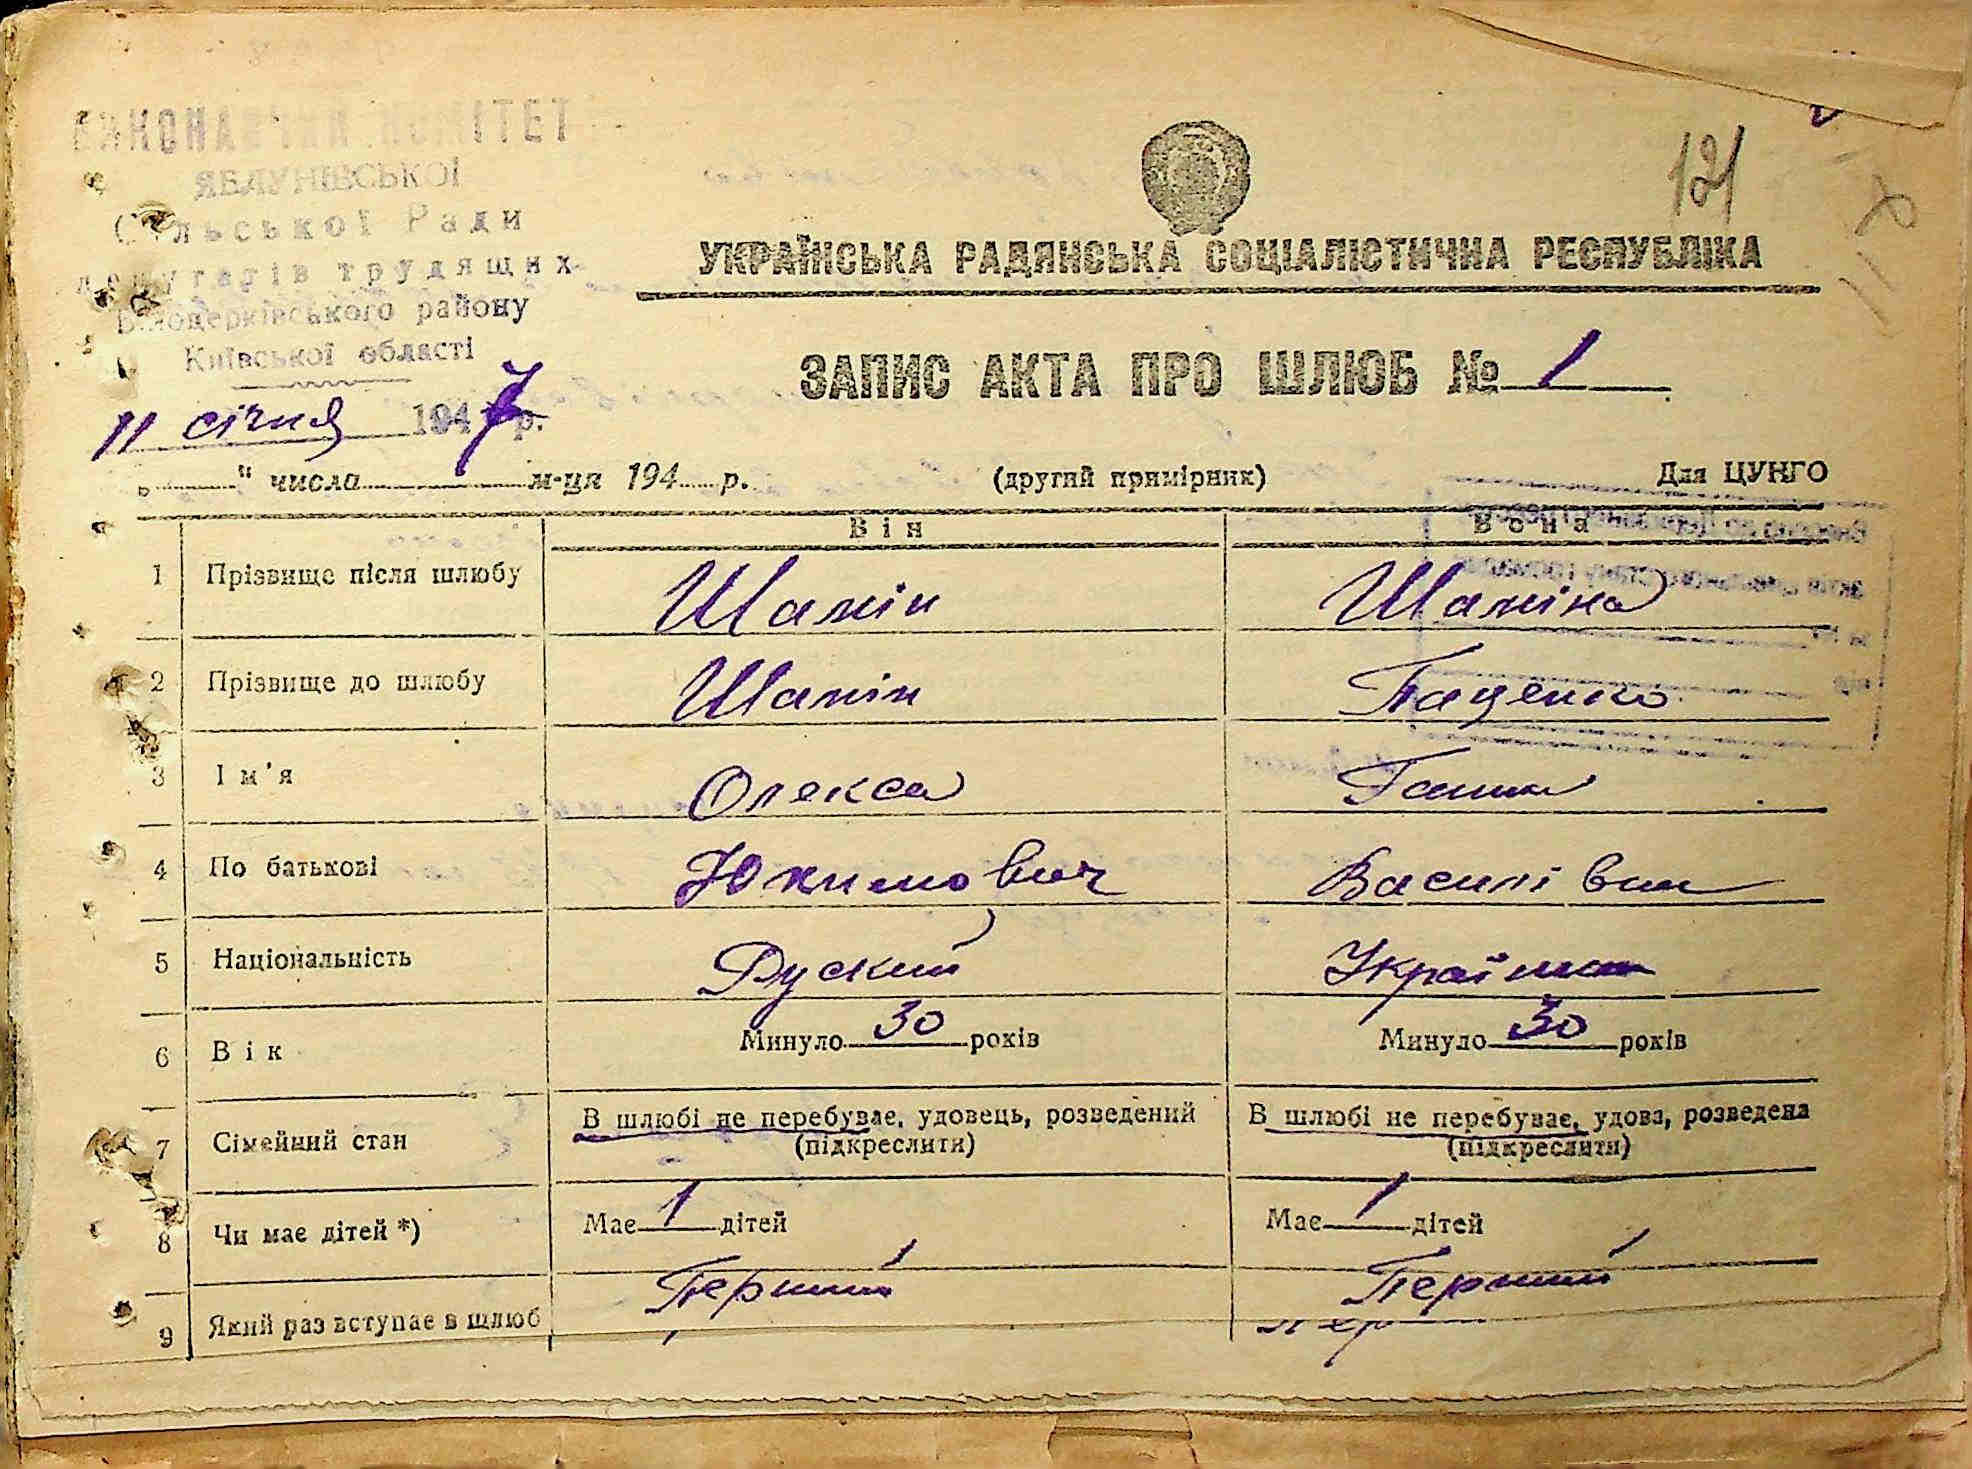 ВИКОНАВЧИЙ КОМІТЕТ
ЯБЛУНІВСЬКОЇ
Сільської Ради
депутатів трудящих
Білоцерківського району
Київської області
11 січня 1947 р.
121
УКРАЇНСЬКА РАДЯНСЬКА СОЦІАЛІСТИЧНА РЕСПУБЛІКА
ЗАПИС АКТА ПРО ШЛЮБ № 1
„ “ числа м-ця 194 р. (другий примірник) Для ЦУНГО
Він Вона
1 Прізвище після шлюбу Шанін Шаніна
2 Прізвище до шлюбу Шанін Паценко
3 Ім'я Олекса Ганна
4 По батькові Юхимович Василівна
5 Національність Руский Українка
6 Вік Минуло 30 років Минуло 30 років
7 Сімейний стан В шлюбі не перебуває, удовець, розведений (підкреслити) В шлюбі не перебуває, удова, розведена (підкреслити)
8 Чи має дітей *) Має 1 дітей Має 1 дітей
9 Який раз вступає в шлюб Перший Перший